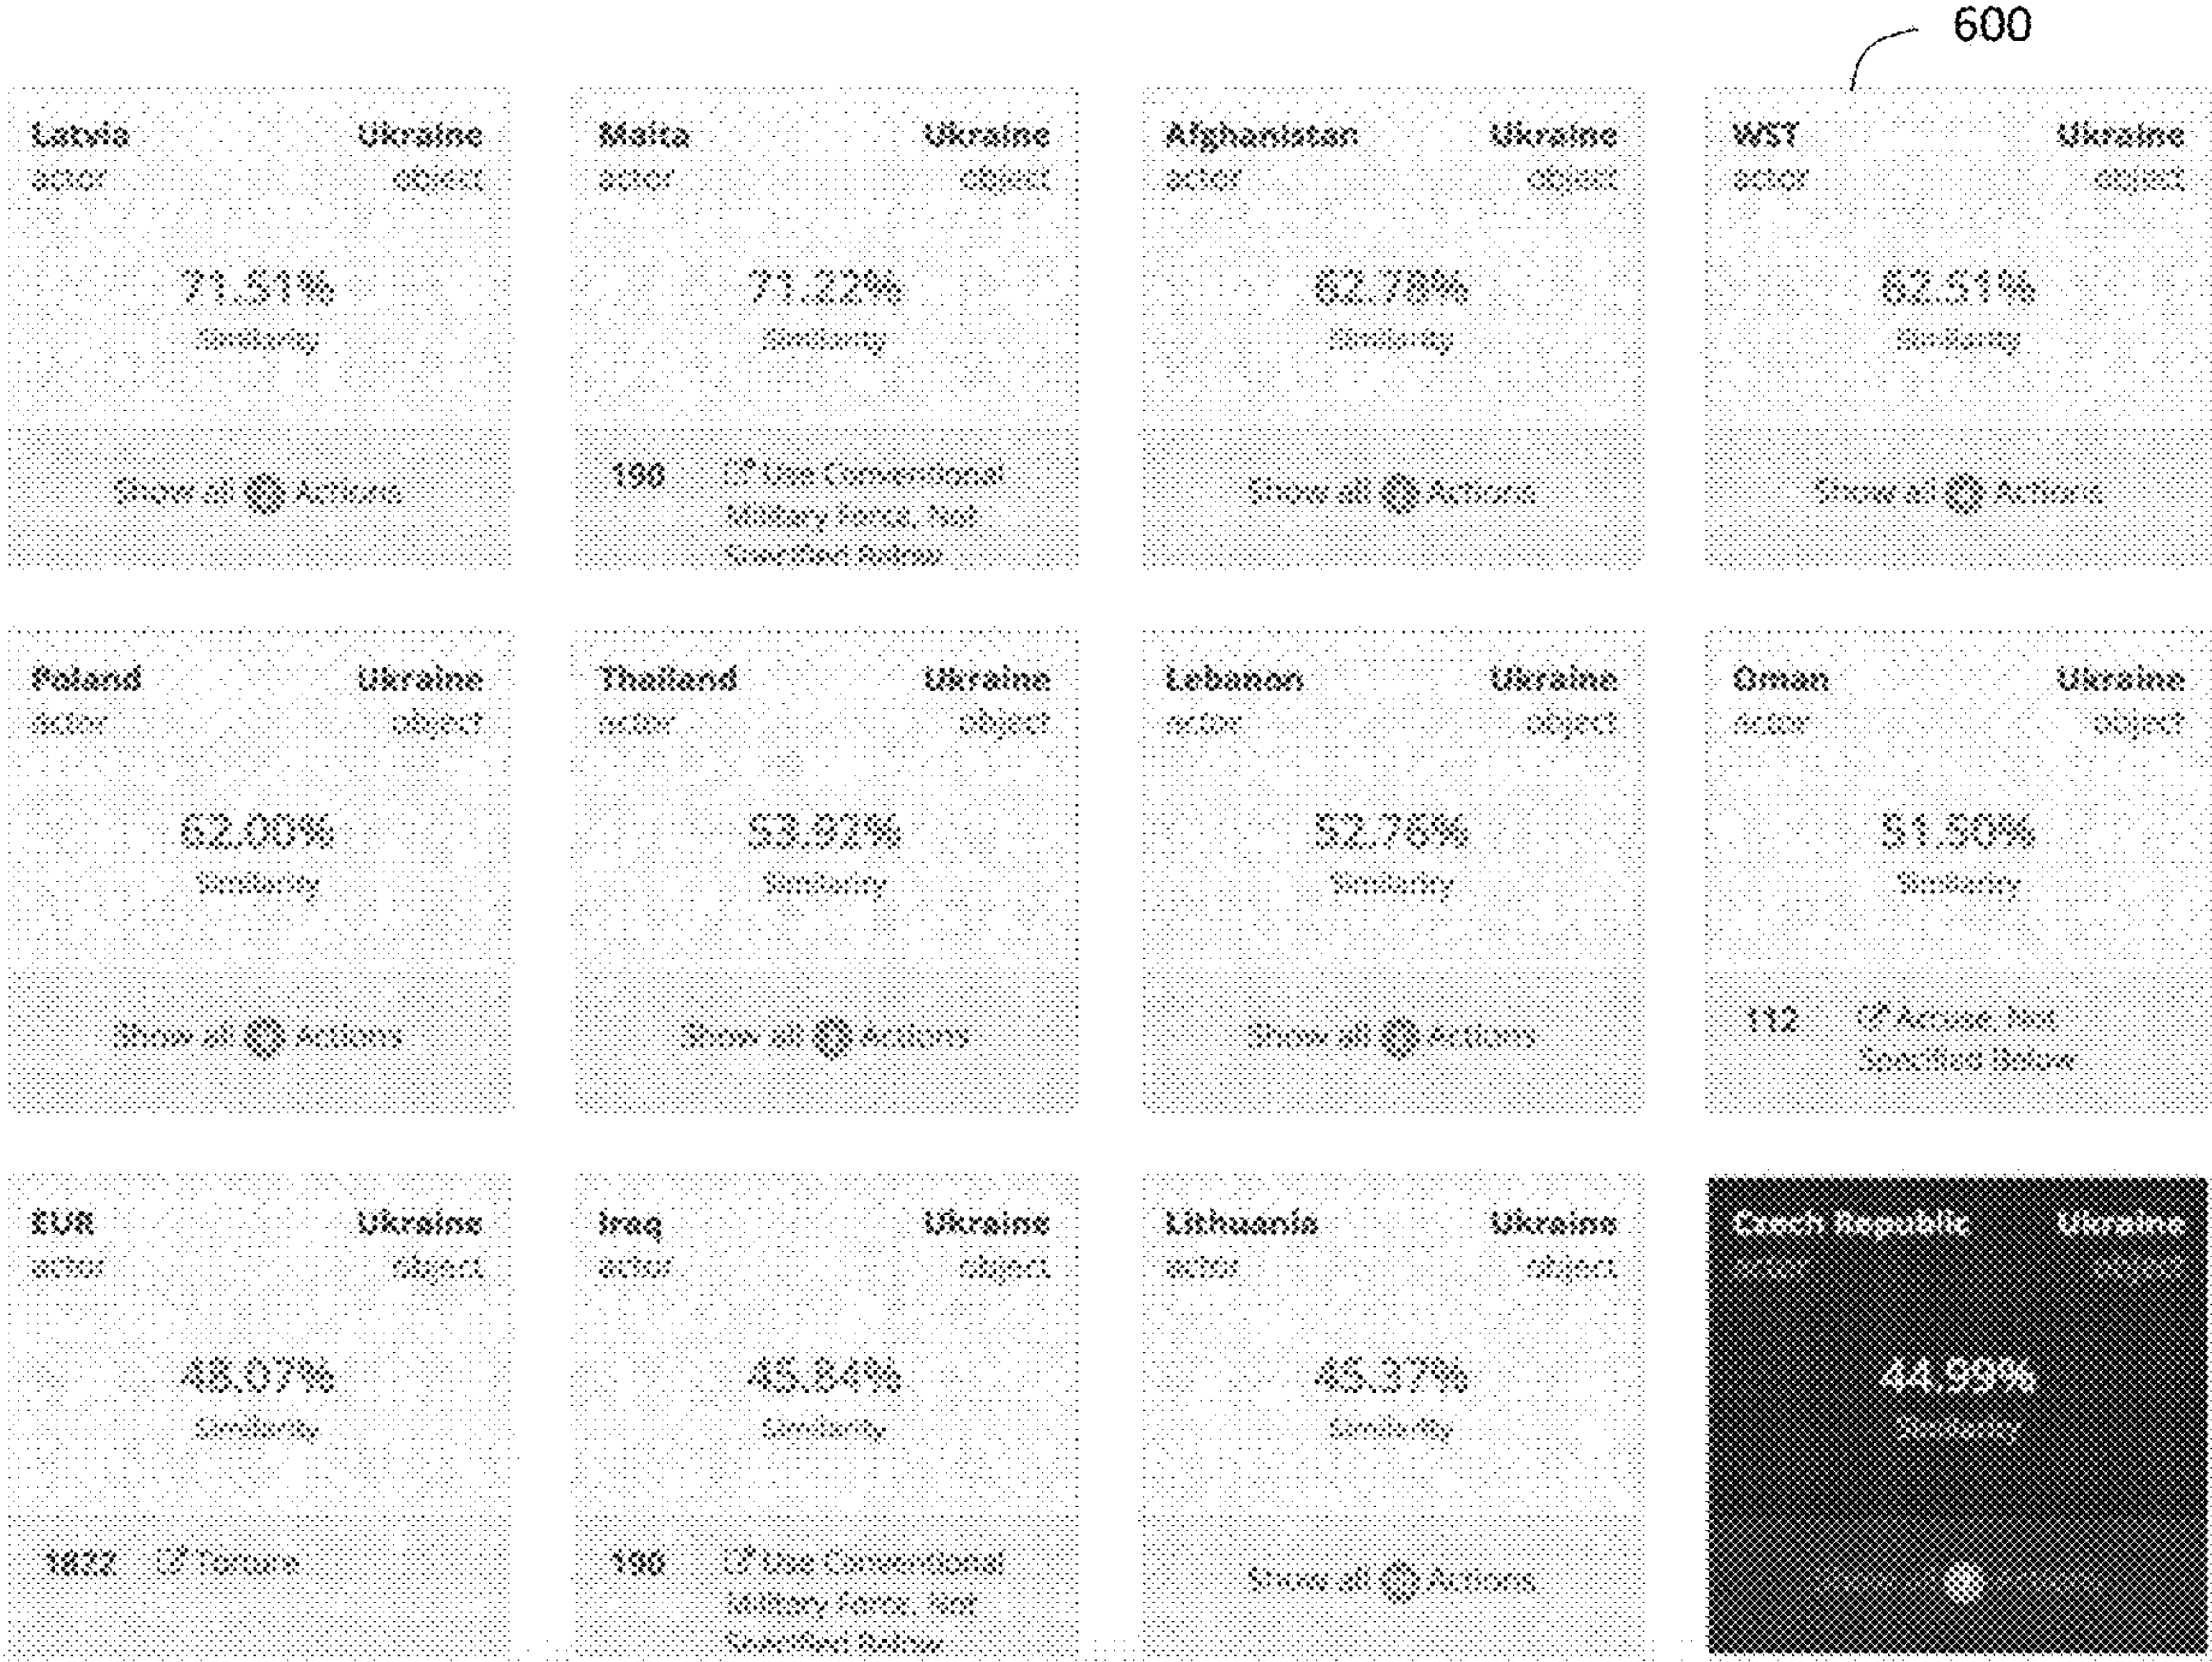 600
Latvia Ukraine
actor object
71.51%
Similarity
Show all Actions
Malta Ukraine
actor object
71.22%
Similarity
190 Use Conventional
Military Force, Not
Specified Below
Afghanistan Ukraine
actor object
62.78%
Similarity
Show all Actions
WST Ukraine
actor object
62.51%
Similarity
Show all Actions
Poland Ukraine
actor object
62.00%
Similarity
Show all Actions
Thailand Ukraine
actor object
53.92%
Similarity
Show all Actions
Lebanon Ukraine
actor object
52.76%
Similarity
Show all Actions
Oman Ukraine
actor object
51.50%
Similarity
112 Accuse, Not
Specified Below
EUR Ukraine
actor object
48.07%
Similarity
1822 Torture
Iraq Ukraine
actor object
45.84%
Similarity
190 Use Conventional
Military Force, Not
Specified Below
Lithuania Ukraine
actor object
45.37%
Similarity
Show all Actions
Czech Republic Ukraine
actor object
44.99%
Similarity